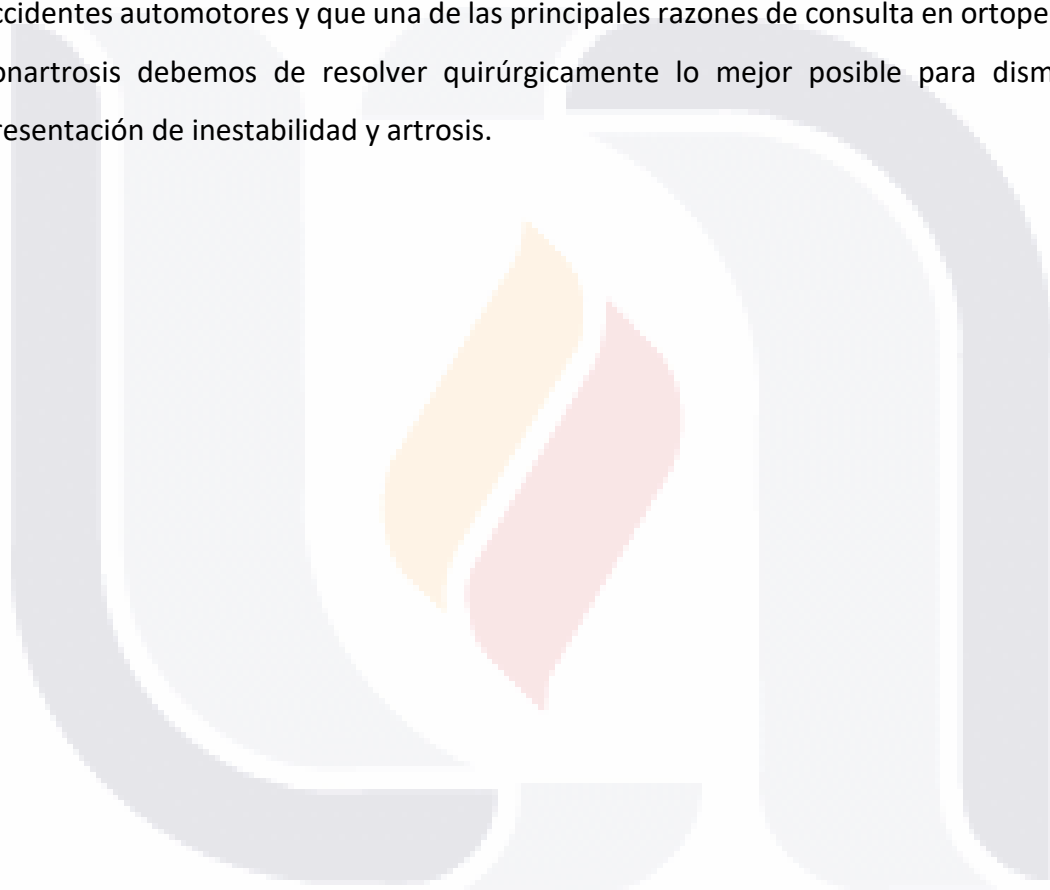 ccidentes automotores y que una de las principales razones de consulta en ortope
onartrosis debemos de resolver quirúrgicamente lo mejor posible para dism
resentación de inestabilidad y artrosis.